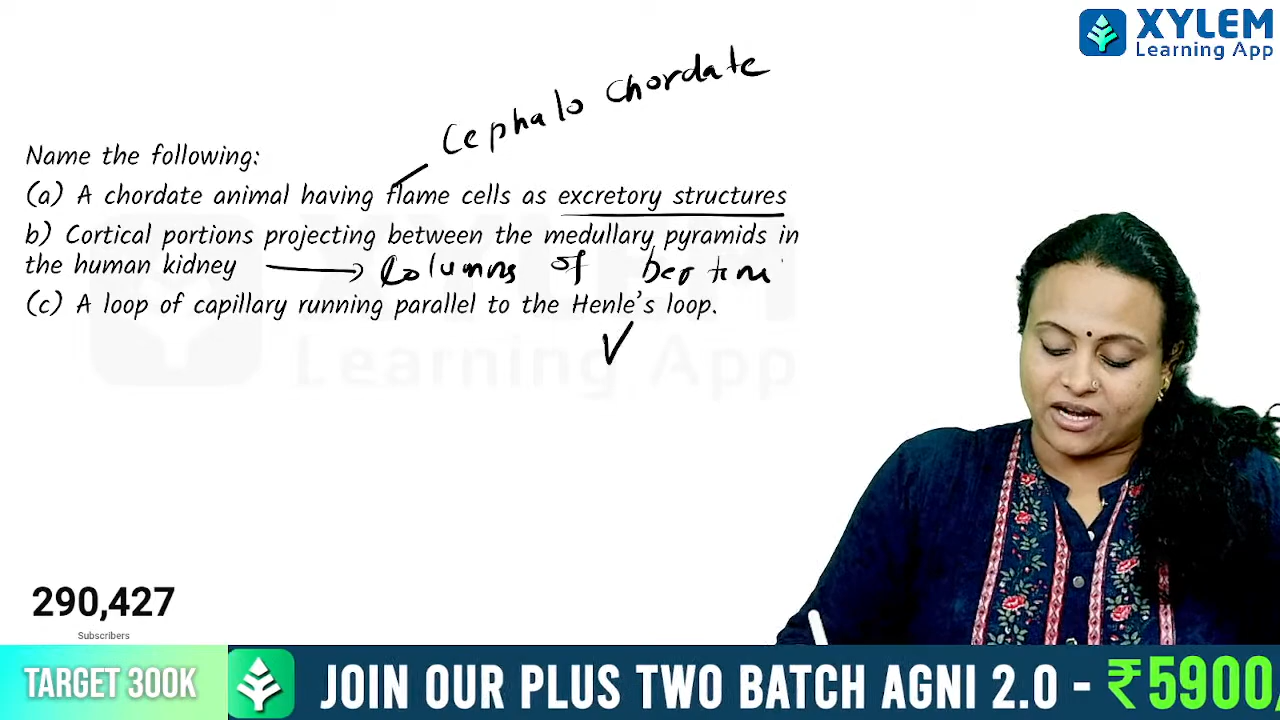 XYLEM
Learning App
Cephalo chordate
Name the following:
(a) A chordate animal having flame cells as excretory structures
b) Cortical portions projecting between the medullary pyramids in
the human kidney
Columns of bertini
(c) A loop of capillary running parallel to the Henle's loop.
V
Learning App
290,427
Subscribers
TARGET 300K
JOIN OUR PLUS TWO BATCH AGNI 2.0 - ₹5900/